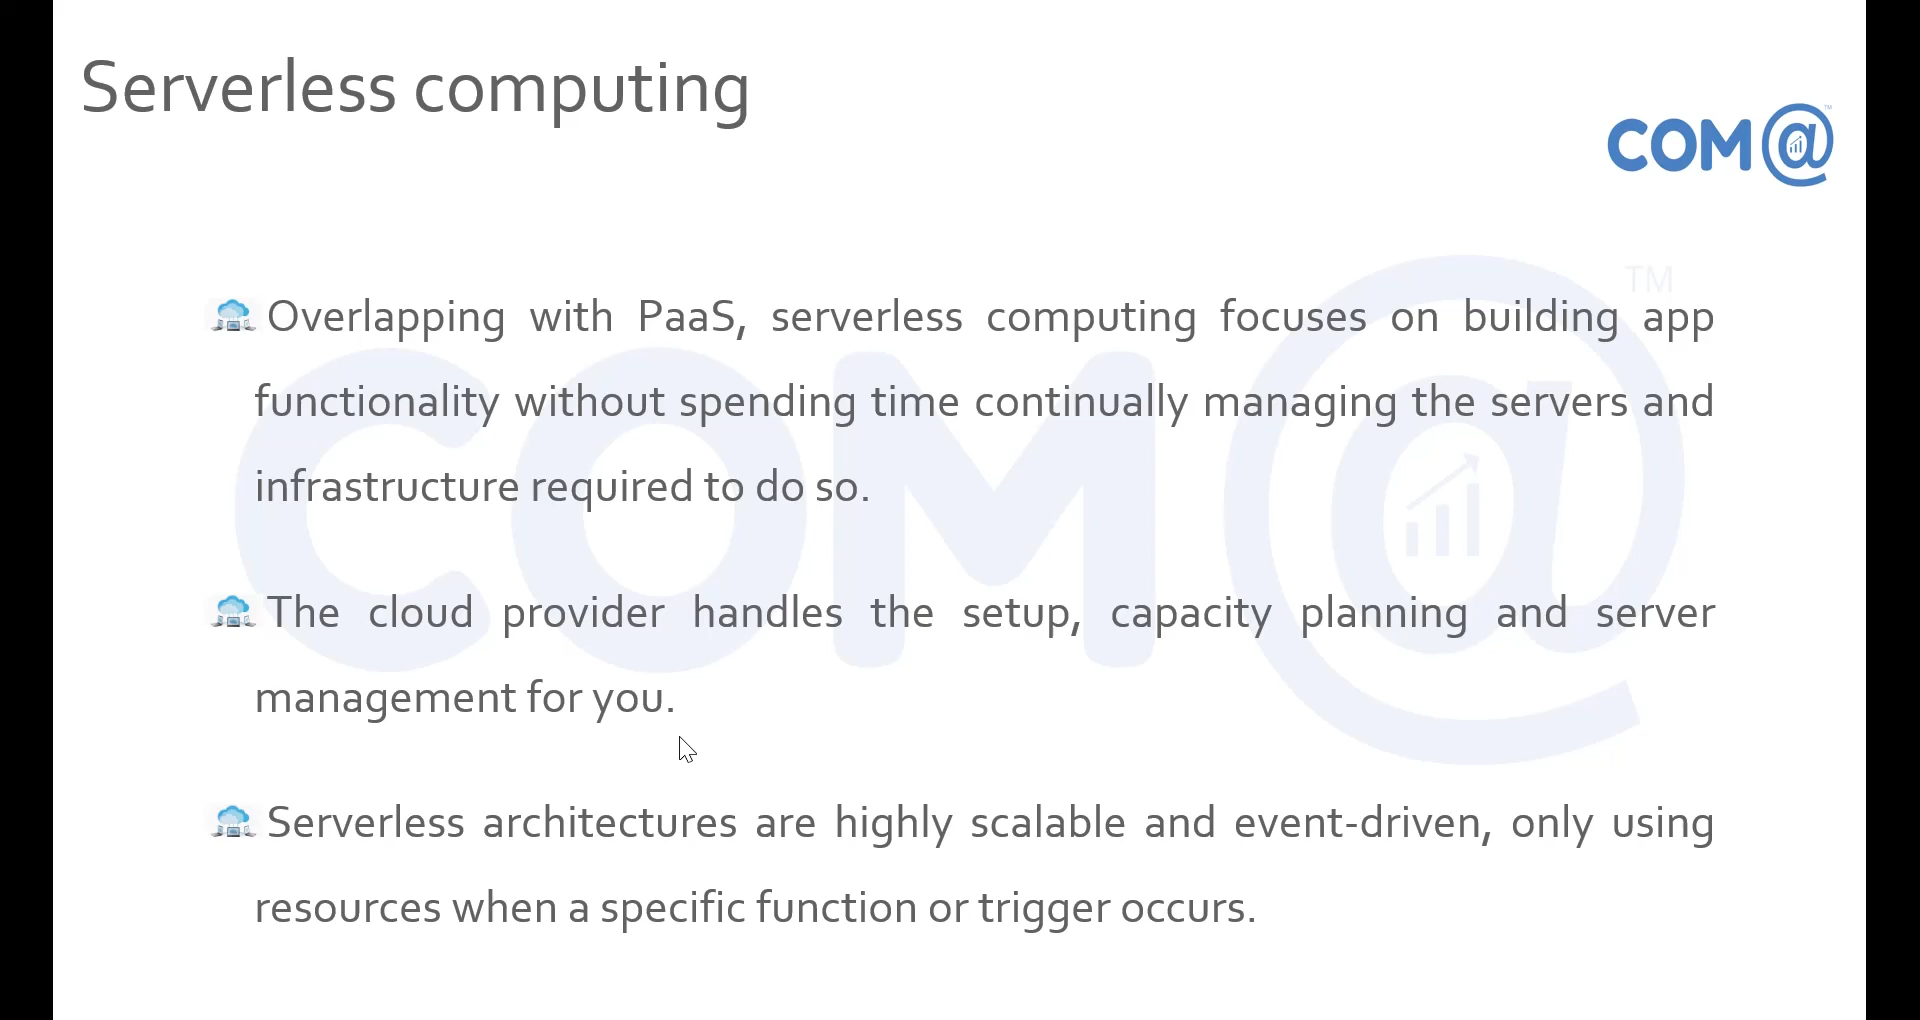 Serverless computing
COM@
TM
Overlapping with PaaS, serverless computing focuses on building app
functionality without spending time continually managing the servers and
infrastructure required to do so.
The cloud provider handles the setup, capacity planning and server
management for you.
Serverless architectures are highly scalable and event-driven, only using
resources when a specific function or trigger occurs.
COM@
TM